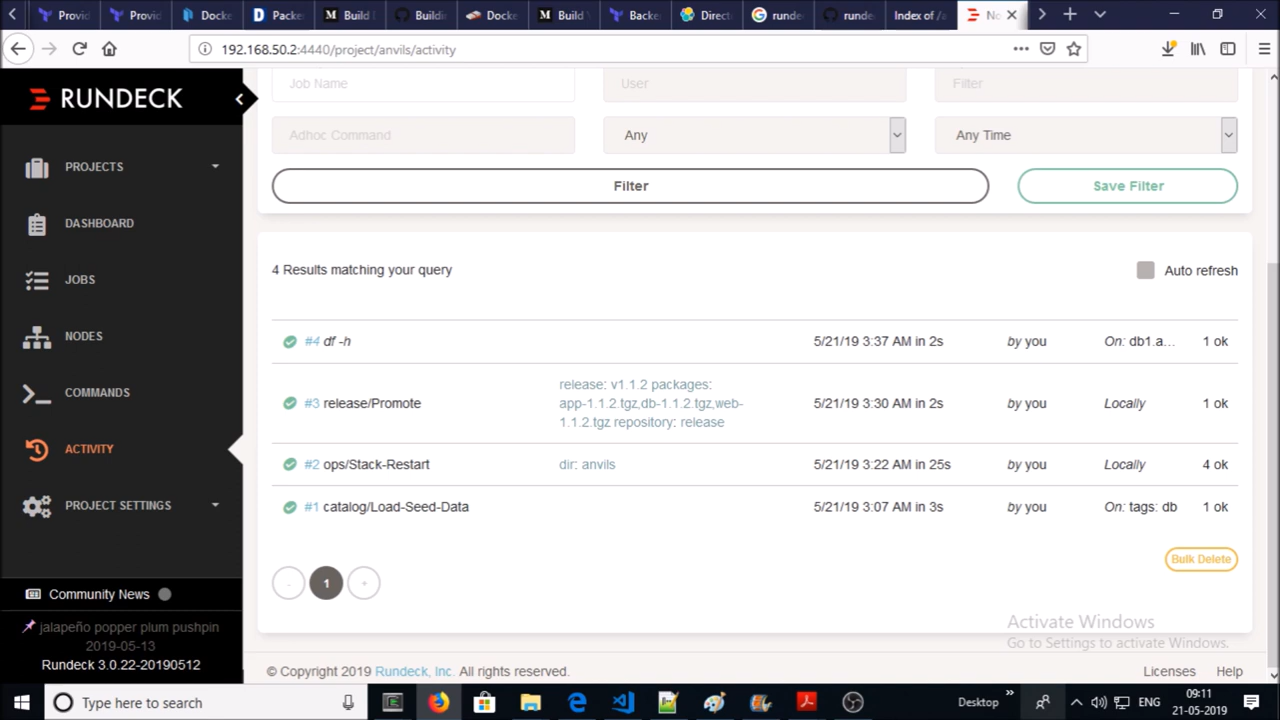 Provid
Provid
Docke
Packer
Build
Buildin
Docke
Build
Backe
Direct
runde
runde
Index of /a
No
192.168.50.2:4440/project/anvils/activity
RUNDECK
PROJECTS
DASHBOARD
JOBS
NODES
COMMANDS
ACTIVITY
PROJECT SETTINGS
Community News
jalapeño popper plum pushpin
2019-05-13
Rundeck 3.0.22-20190512
Job Name User Filter
Adhoc Command Any Any Time
Filter Save Filter
4 Results matching your query Auto refresh
#4 df -h 5/21/19 3:37 AM in 2s by you On: db1.a... 1 ok
release: v1.1.2 packages:
#3 release/Promote app-1.1.2.tgz,db-1.1.2.tgz,web- 5/21/19 3:30 AM in 2s by you Locally 1 ok
1.1.2.tgz repository: release
#2 ops/Stack-Restart dir: anvils 5/21/19 3:22 AM in 25s by you Locally 4 ok
#1 catalog/Load-Seed-Data 5/21/19 3:07 AM in 3s by you On: tags: db 1 ok
Bulk Delete
- 1 +
Activate Windows
Go to Settings to activate Windows.
© Copyright 2019 Rundeck, Inc. All rights reserved. Licenses Help
Type here to search
Desktop
ENG
09:11
21-05-2019